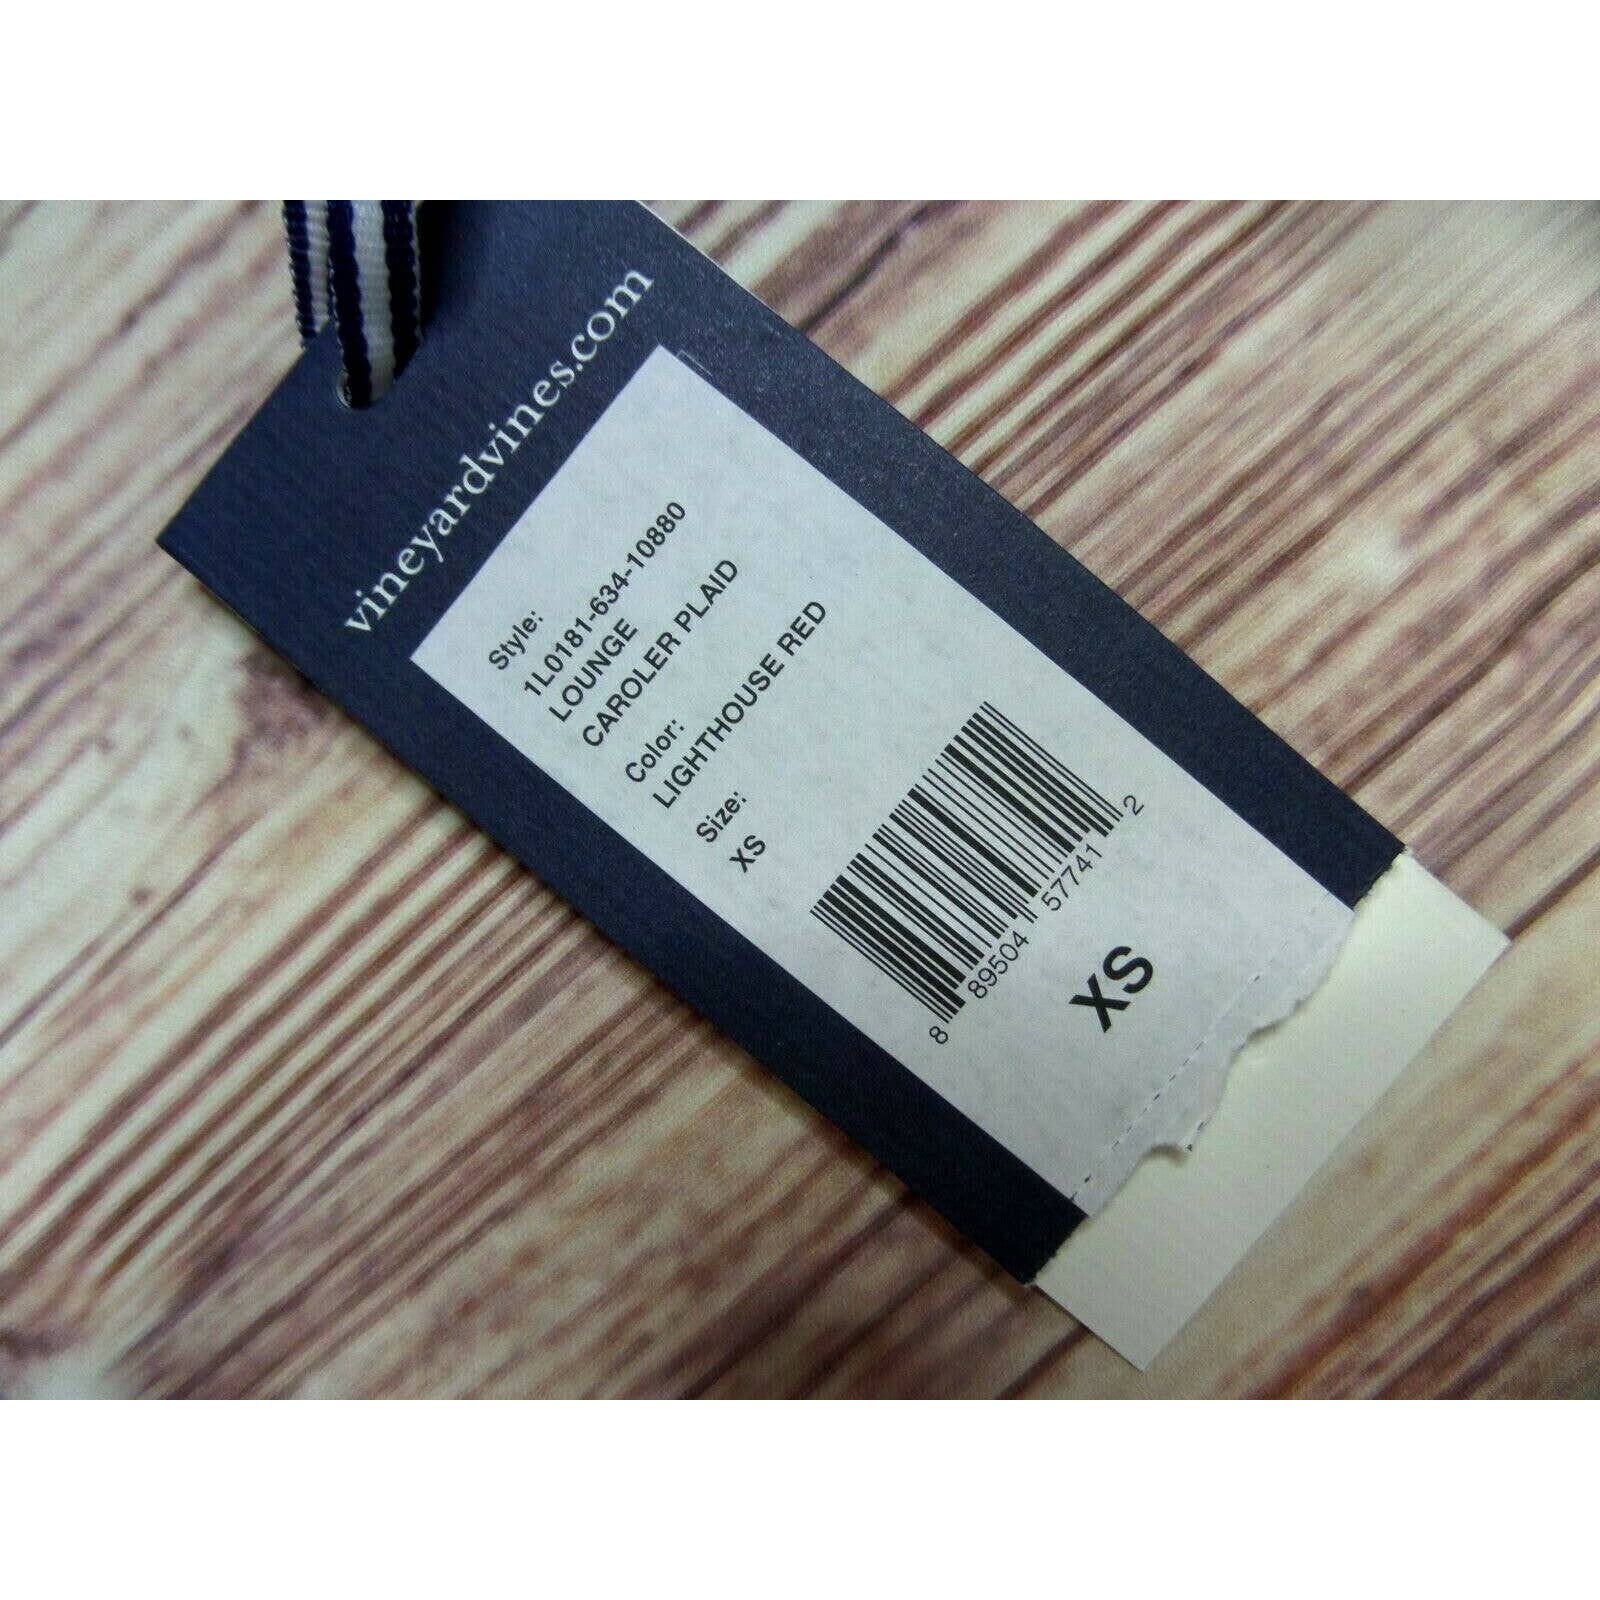 vineyardvines.com
Style:
1L0181-634-10880
LOUNGE
CAROLER PLAID
Color:
LIGHTHOUSE RED
Size:
XS
8 89504 57741 2
XS